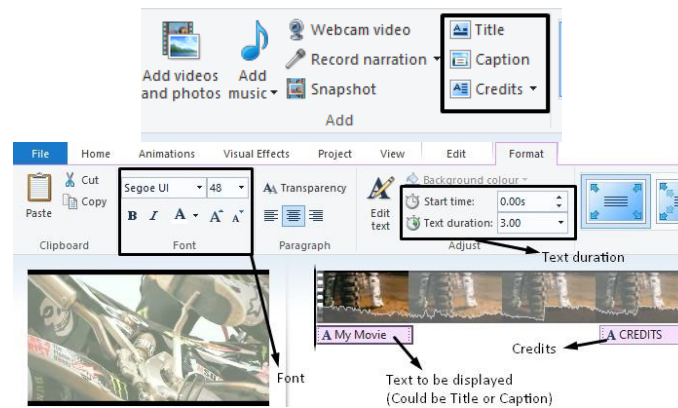 Add videos
and photos
Add
music
Webcam video
Record narration
Snapshot
Title
Caption
Credits
Add
File Home Animations Visual Effects Project View Edit Format
Paste
Cut
Copy
Clipboard
Segoe UI 48
B I A A A
Font
Transparency
Paragraph
Edit
text
Background colour
Start time: 0.00s
Text duration: 3.00
Adjust
Text duration
A My Movie
A CREDITS
Credits
Font
Text to be displayed
(Could be Title or Caption)